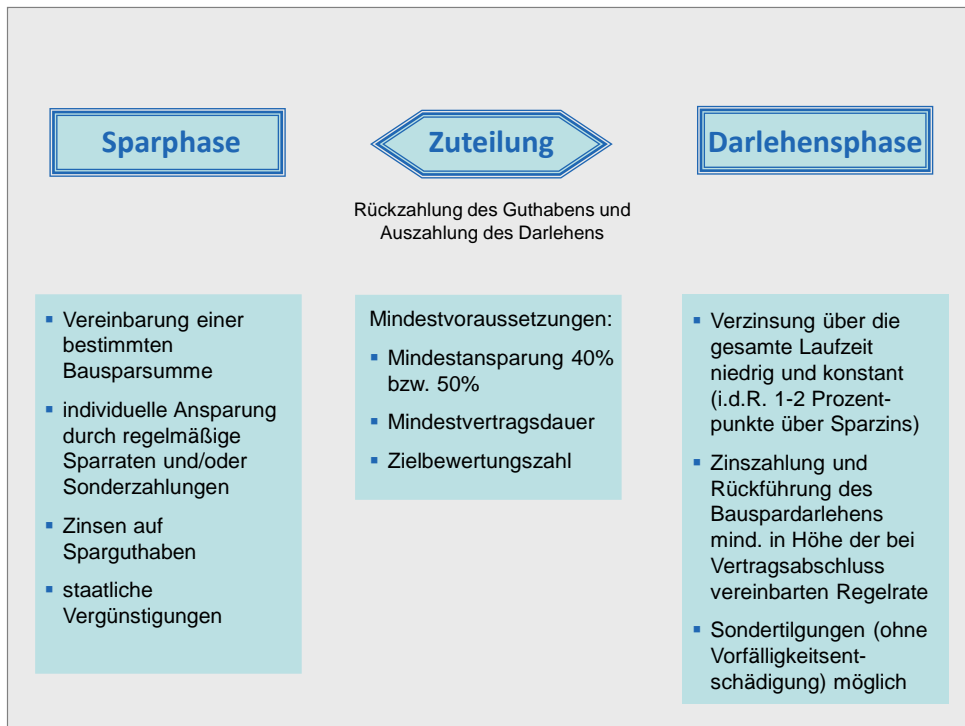 Sparphase
Zuteilung
Darlehensphase
Rückzahlung des Guthabens und
Auszahlung des Darlehens
▪ Vereinbarung einer
bestimmten
Bausparsumme
▪ individuelle Ansparung
durch regelmäßige
Sparraten und/oder
Sonderzahlungen
▪ Zinsen auf
Sparguthaben
▪ staatliche
Vergünstigungen
Mindestvoraussetzungen:
▪ Mindestansparung 40%
bzw. 50%
▪ Mindestvertragsdauer
▪ Zielbewertungszahl
▪ Verzinsung über die
gesamte Laufzeit
niedrig und konstant
(i.d.R. 1-2 Prozent-
punkte über Sparzins)
▪ Zinszahlung und
Rückführung des
Bauspardarlehens
mind. in Höhe der bei
Vertragsabschluss
vereinbarten Regelrate
▪ Sondertilgungen (ohne
Vorfälligkeitsent-
schädigung) möglich